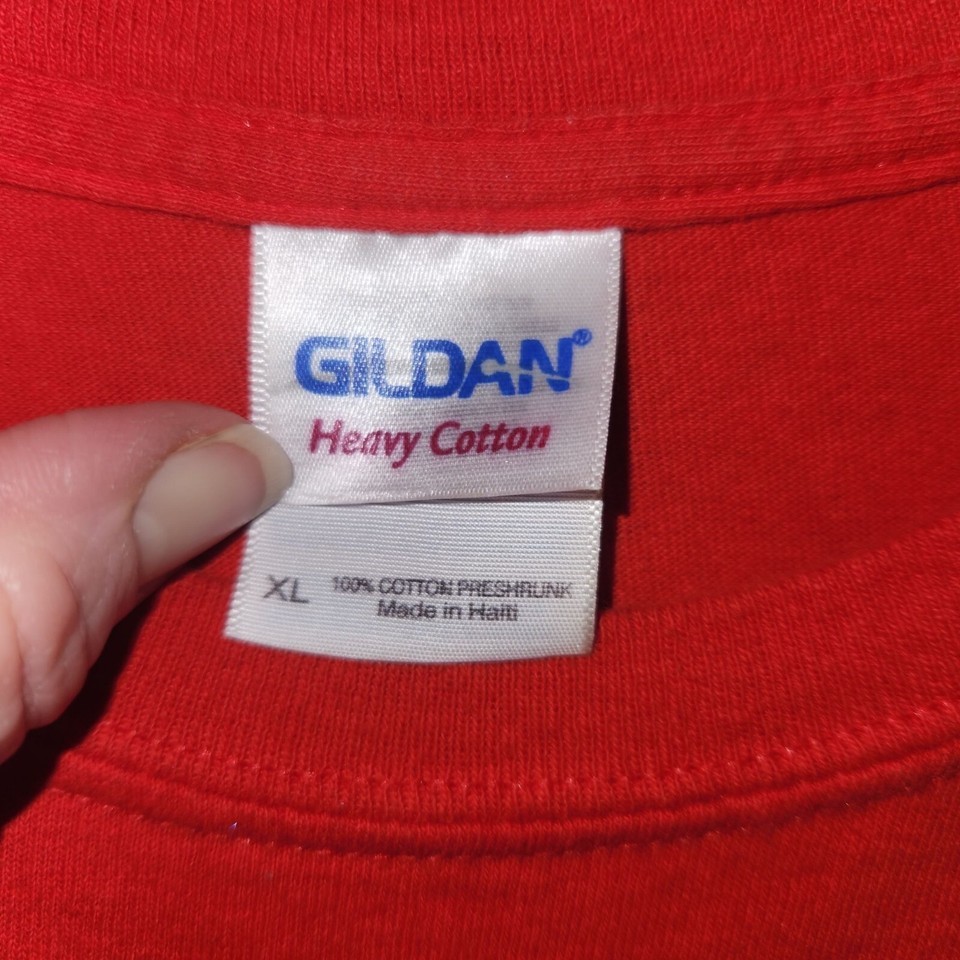 GILDAN®
Heavy Cotton
XL 100% COTTON PRESHRUNK
Made in Haiti